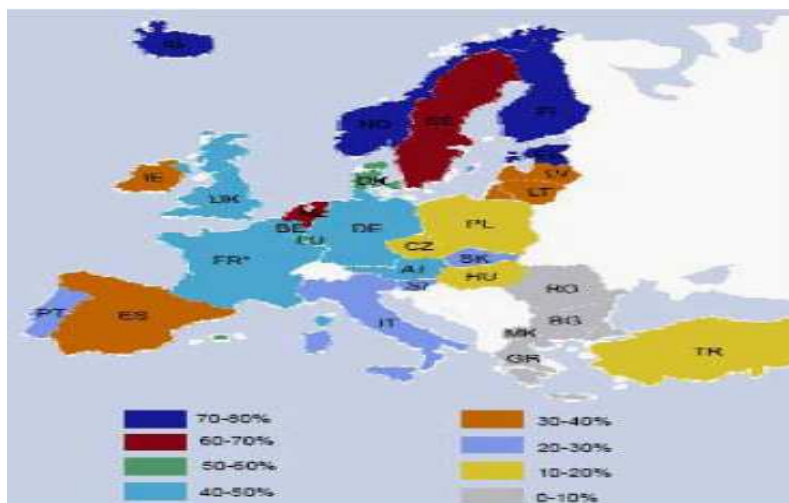 IS
NO
SE
FI
EE
LV
LT
IE
UK
DK
NL
BE
LU
DE
PL
CZ
FR*
AT
SK
HU
SI
RO
PT
ES
IT
BG
MK
GR
TR
70-80%
60-70%
50-60%
40-50%
30-40%
20-30%
10-20%
0-10%